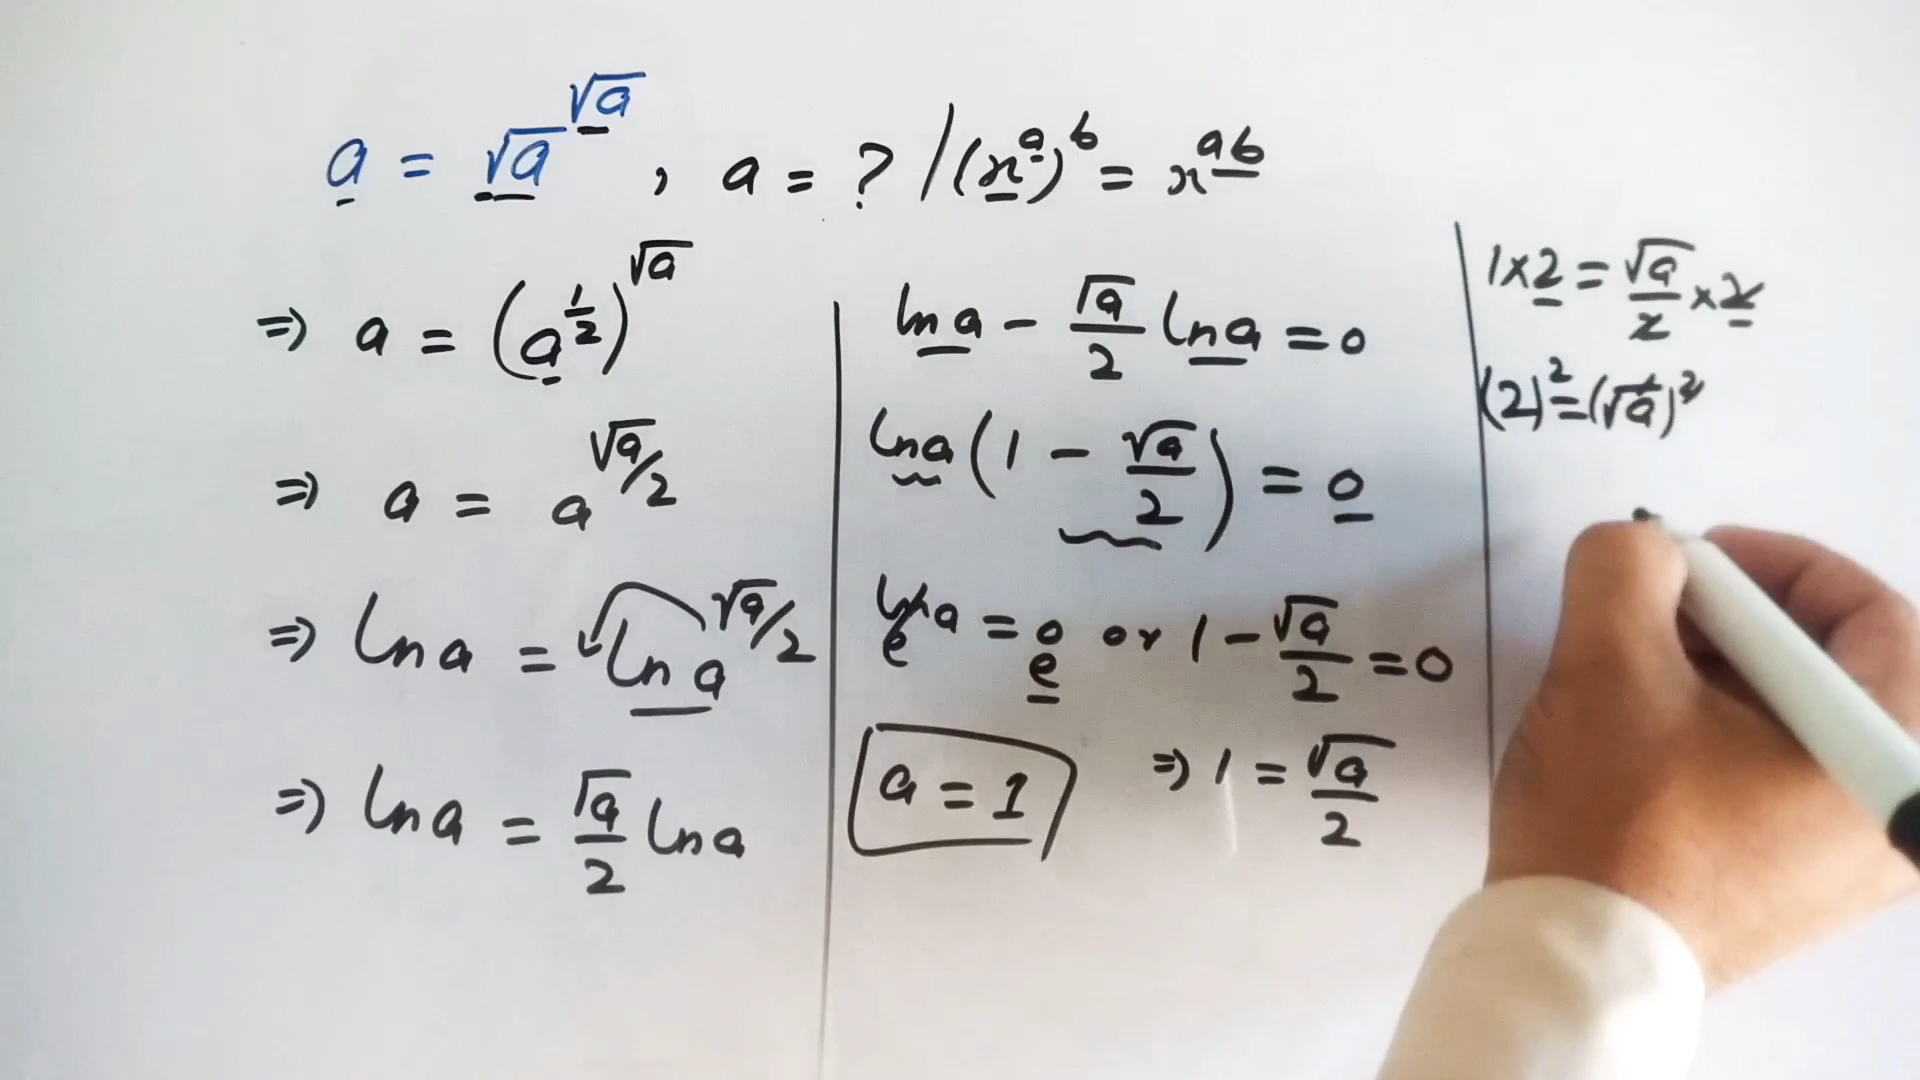 a = √a^√a , a = ? / (x^a)^b = x^ab
⇒ a = (a^1/2)^√a
⇒ a = a^√a/2
⇒ ln a = ln a^√a/2
⇒ ln a = √a/2 ln a
ln a - √a/2 ln a = 0
ln a (1 - √a/2) = 0
e^ln a = e^0 or 1 - √a/2 = 0
a = 1 ⇒ 1 = √a/2
1 × 2 = √a/2 × 2
(2)^2 = (√a)^2